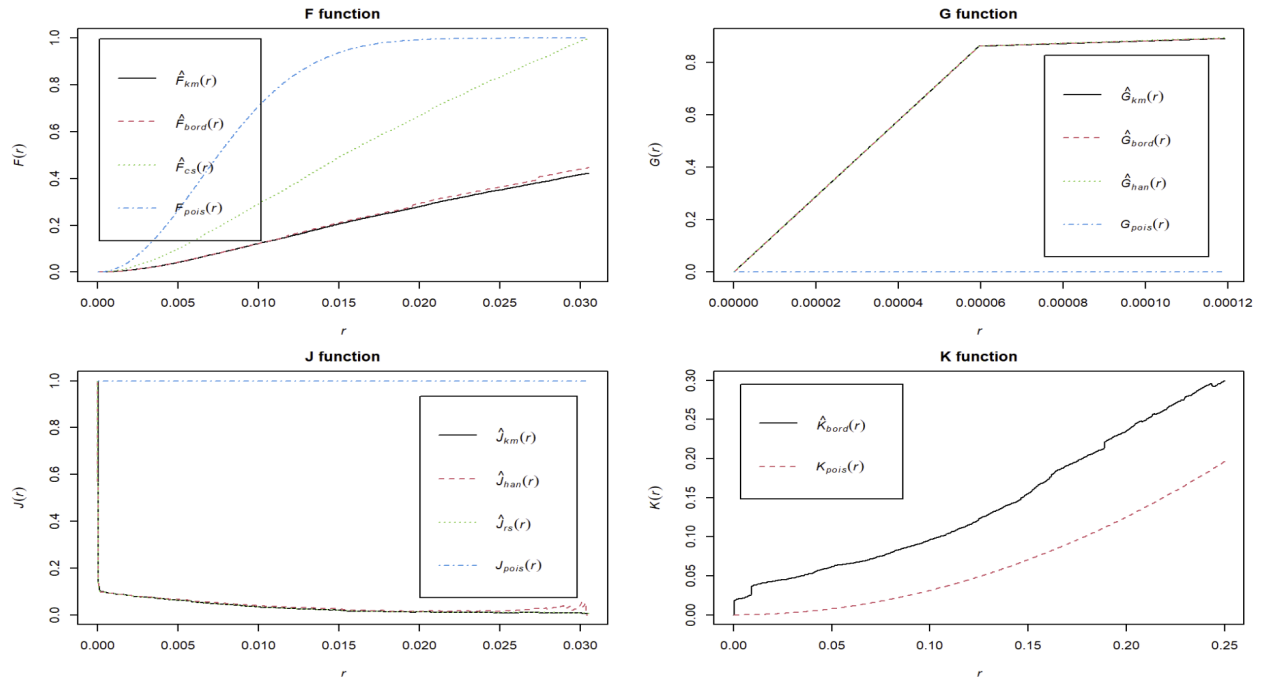 F function
F(r)
1.0
0.8
0.6
0.4
0.2
0.0
F̂km(r)
F̂bord(r)
F̂cs(r)
Fpois(r)
0.000 0.005 0.010 0.015 0.020 0.025 0.030
r
G function
G(r)
0.8
0.6
0.4
0.2
0.0
Ĝkm(r)
Ĝbord(r)
Ĝhan(r)
Gpois(r)
0.00000 0.00002 0.00004 0.00006 0.00008 0.00010 0.00012
r
J function
J(r)
1.0
0.8
0.6
0.4
0.2
0.0
Ĵkm(r)
Ĵhan(r)
Ĵrs(r)
Jpois(r)
0.000 0.005 0.010 0.015 0.020 0.025 0.030
r
K function
K(r)
0.30
0.25
0.20
0.15
0.10
0.05
0.00
K̂bord(r)
Kpois(r)
0.00 0.05 0.10 0.15 0.20 0.25
r